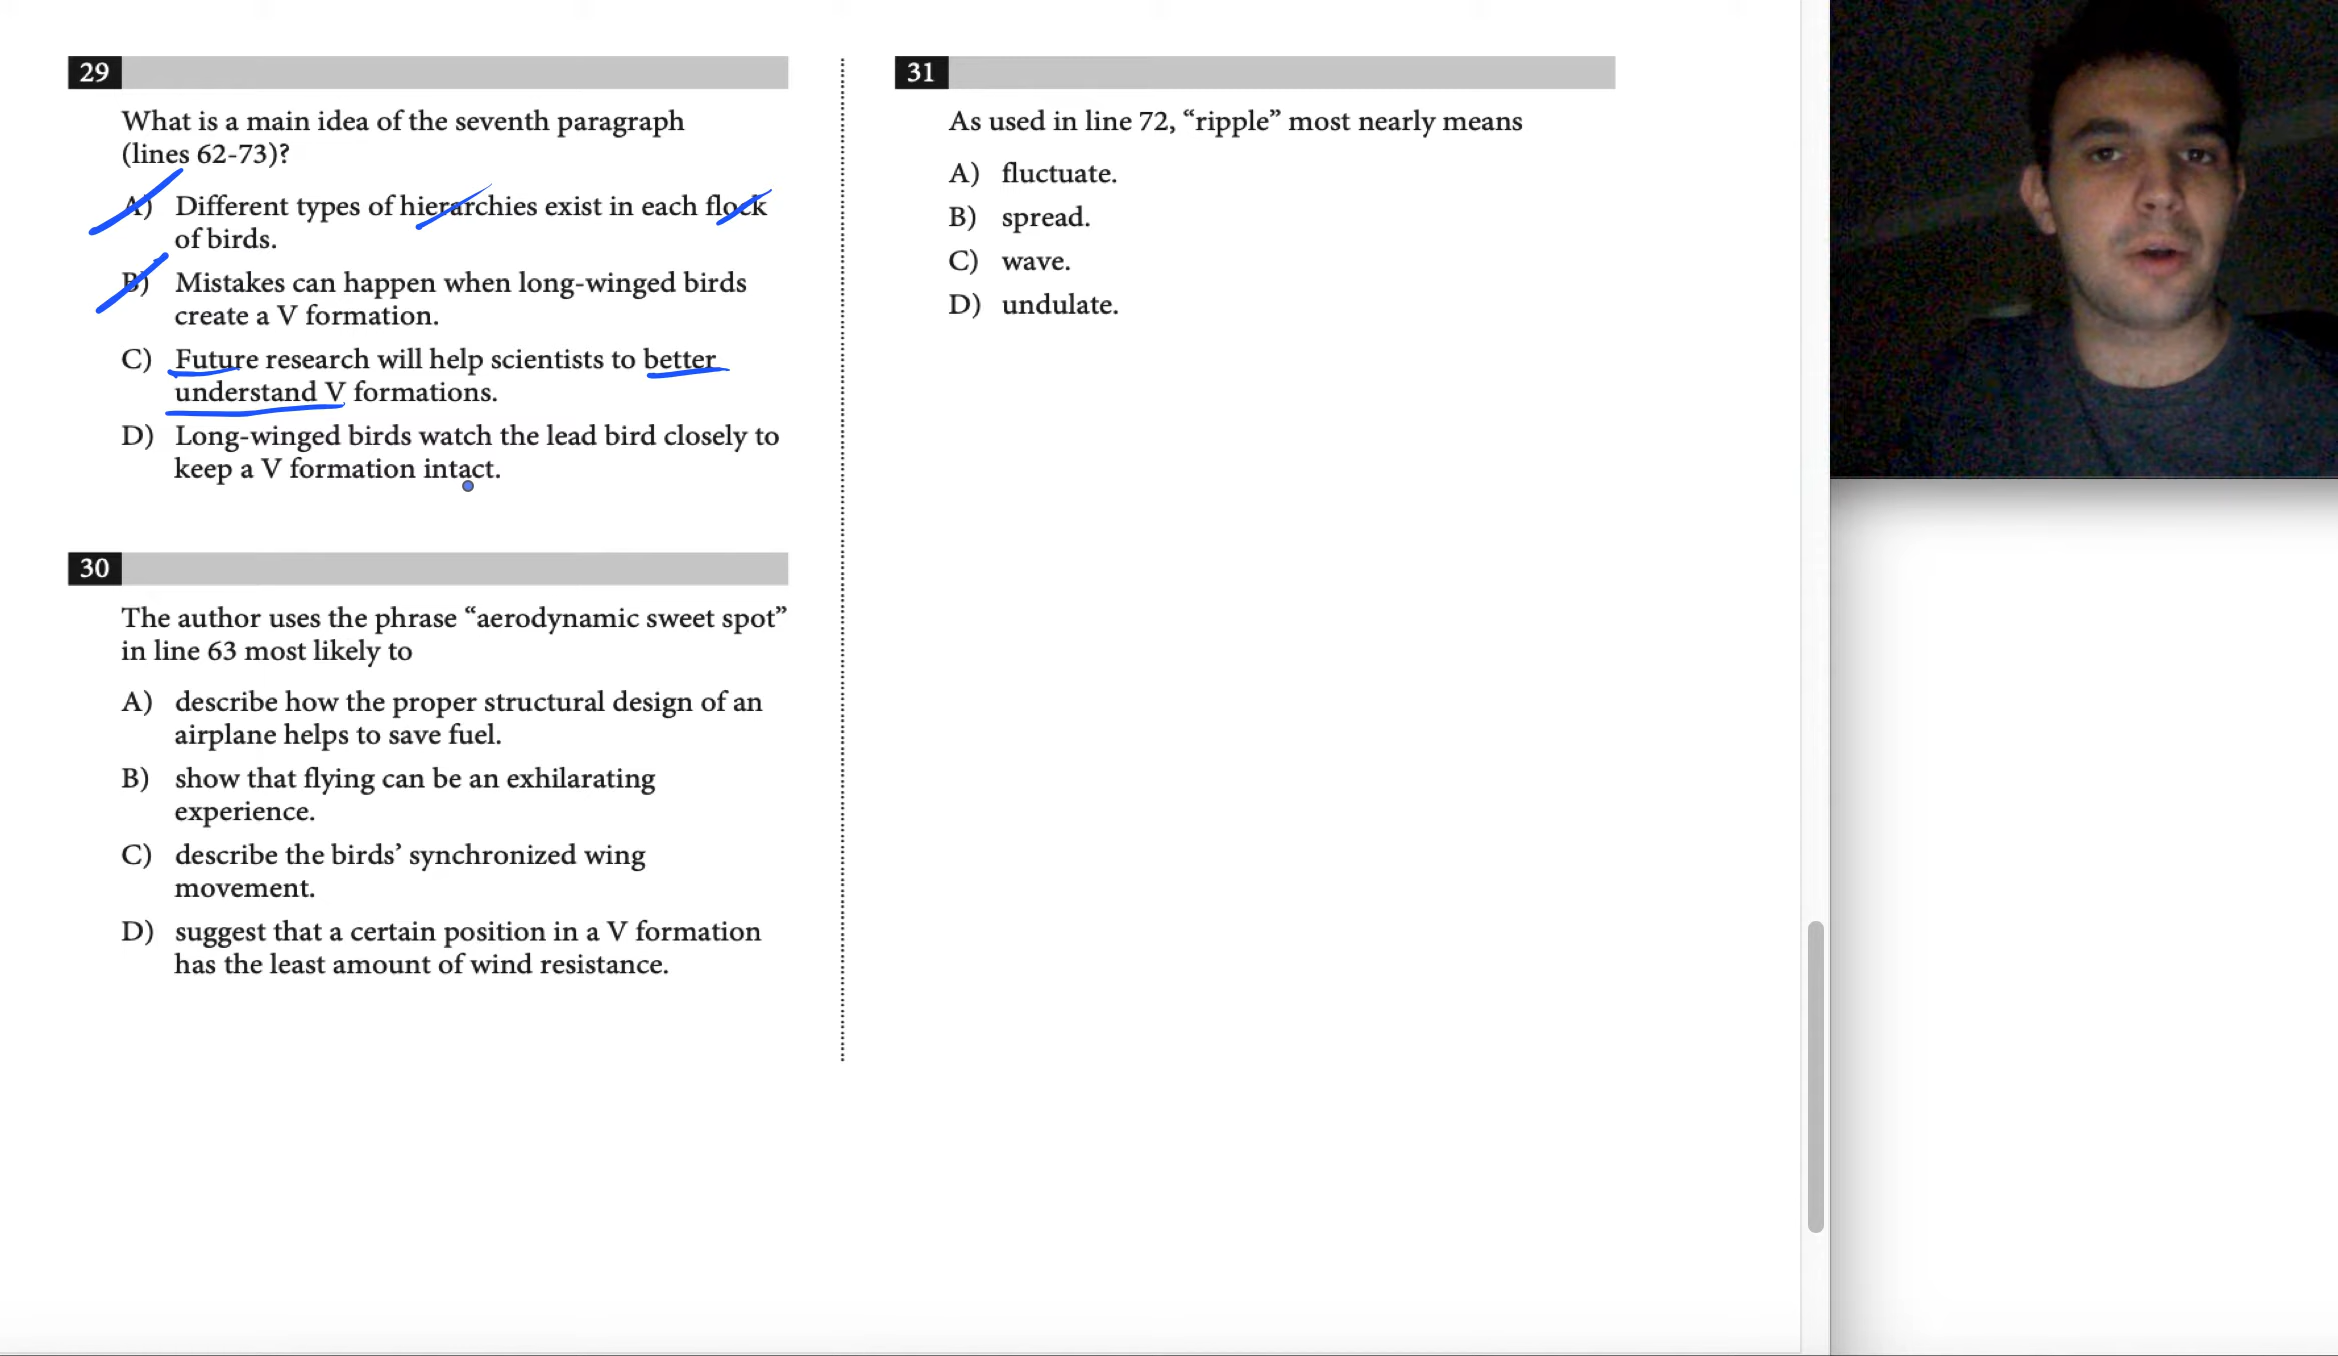 29
What is a main idea of the seventh paragraph
(lines 62-73)?
A) Different types of hierarchies exist in each flock
of birds.
B) Mistakes can happen when long-winged birds
create a V formation.
C) Future research will help scientists to better
understand V formations.
D) Long-winged birds watch the lead bird closely to
keep a V formation intact.
30
The author uses the phrase “aerodynamic sweet spot”
in line 63 most likely to
A) describe how the proper structural design of an
airplane helps to save fuel.
B) show that flying can be an exhilarating
experience.
C) describe the birds’ synchronized wing
movement.
D) suggest that a certain position in a V formation
has the least amount of wind resistance.
31
As used in line 72, “ripple” most nearly means
A) fluctuate.
B) spread.
C) wave.
D) undulate.